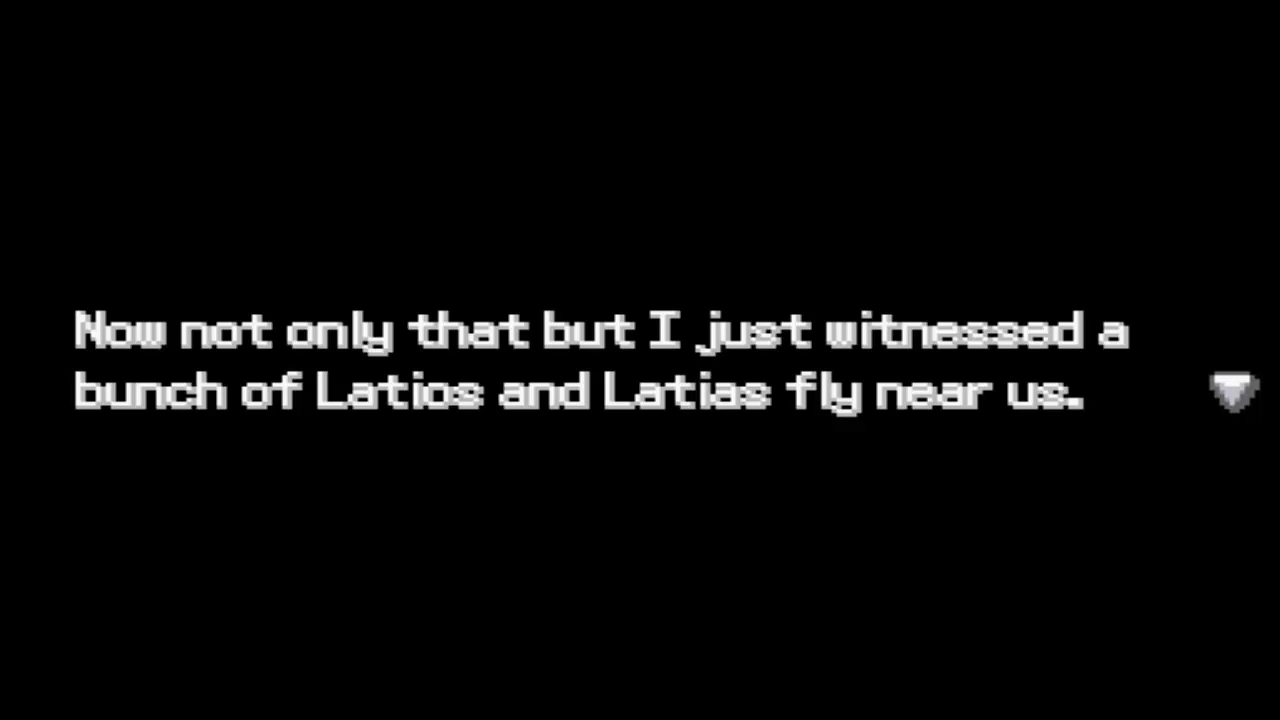 Now not only that but I just witnessed a
bunch of Latios and Latias fly near us.